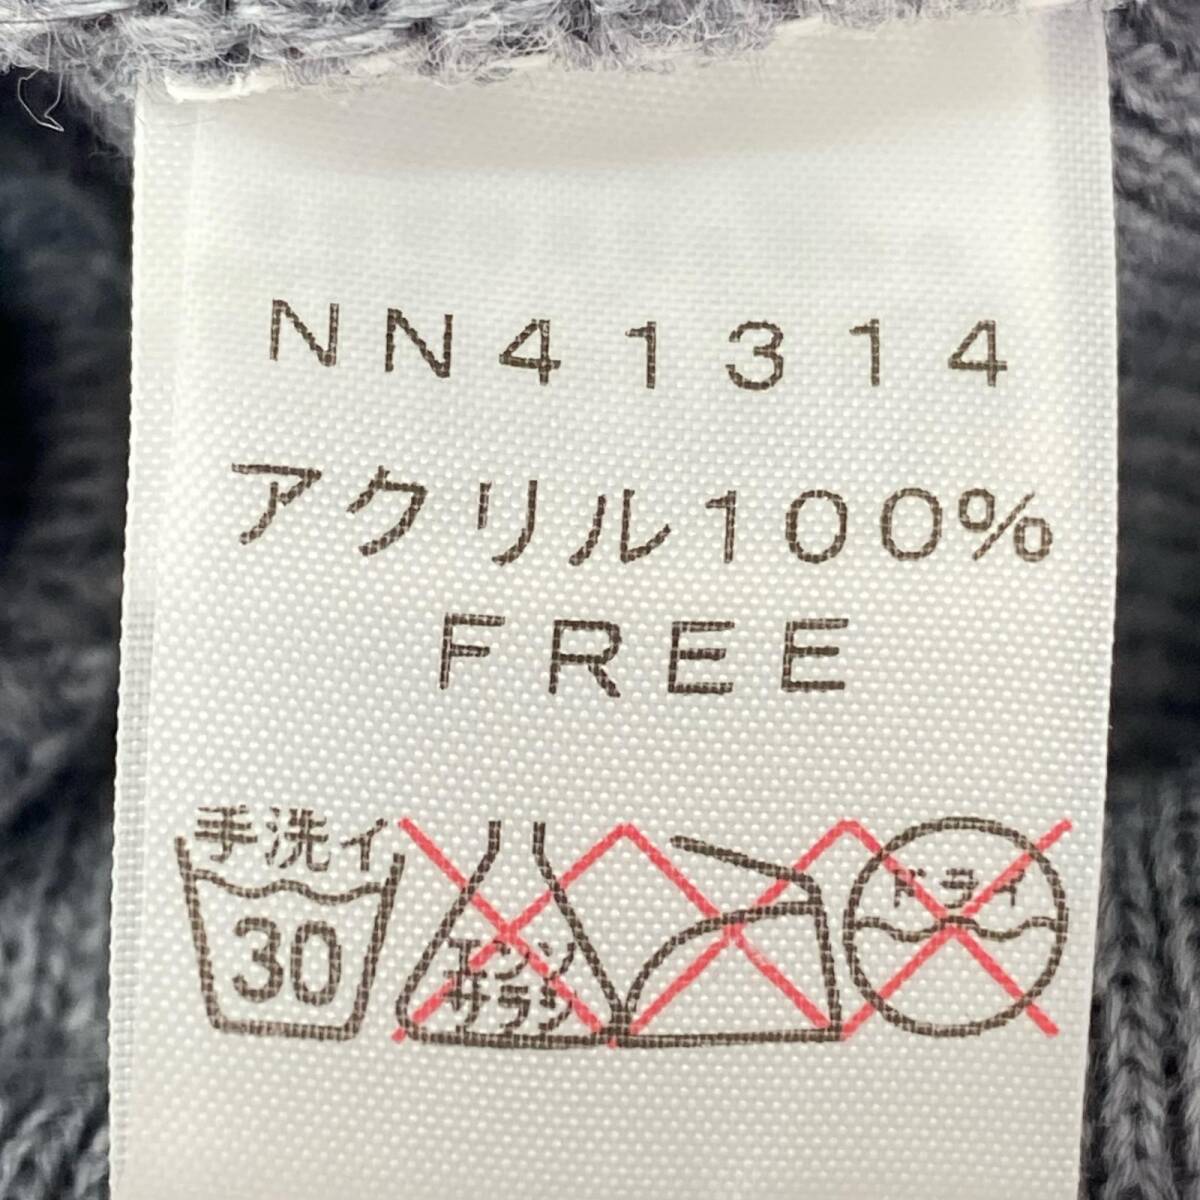 NN41314
アクリル100%
FREE
手洗イ
30
エンソ
サラシ
ドライ